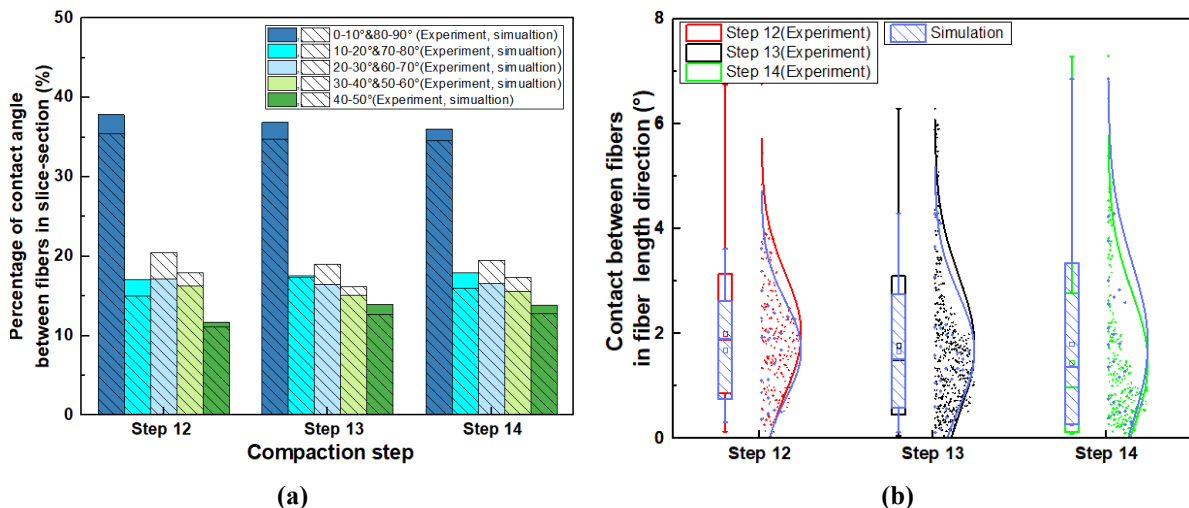 Percentage of contact angle
between fibers in slice-section (%)
50
40
30
20
10
0
0-10°&80-90° (Experiment, simualtion)
10-20°&70-80° (Experiment, simualtion)
20-30°&60-70° (Experiment, simualtion)
30-40°&50-60° (Experiment, simualtion)
40-50°(Experiment, simualtion)
Step 12
Step 13
Step 14
Compaction step
(a)
Contact between fibers
in fiber length direction (°)
8
6
4
2
0
Step 12(Experiment)
Step 13(Experiment)
Step 14(Experiment)
Simulation
Step 12
Step 13
Step 14
(b)